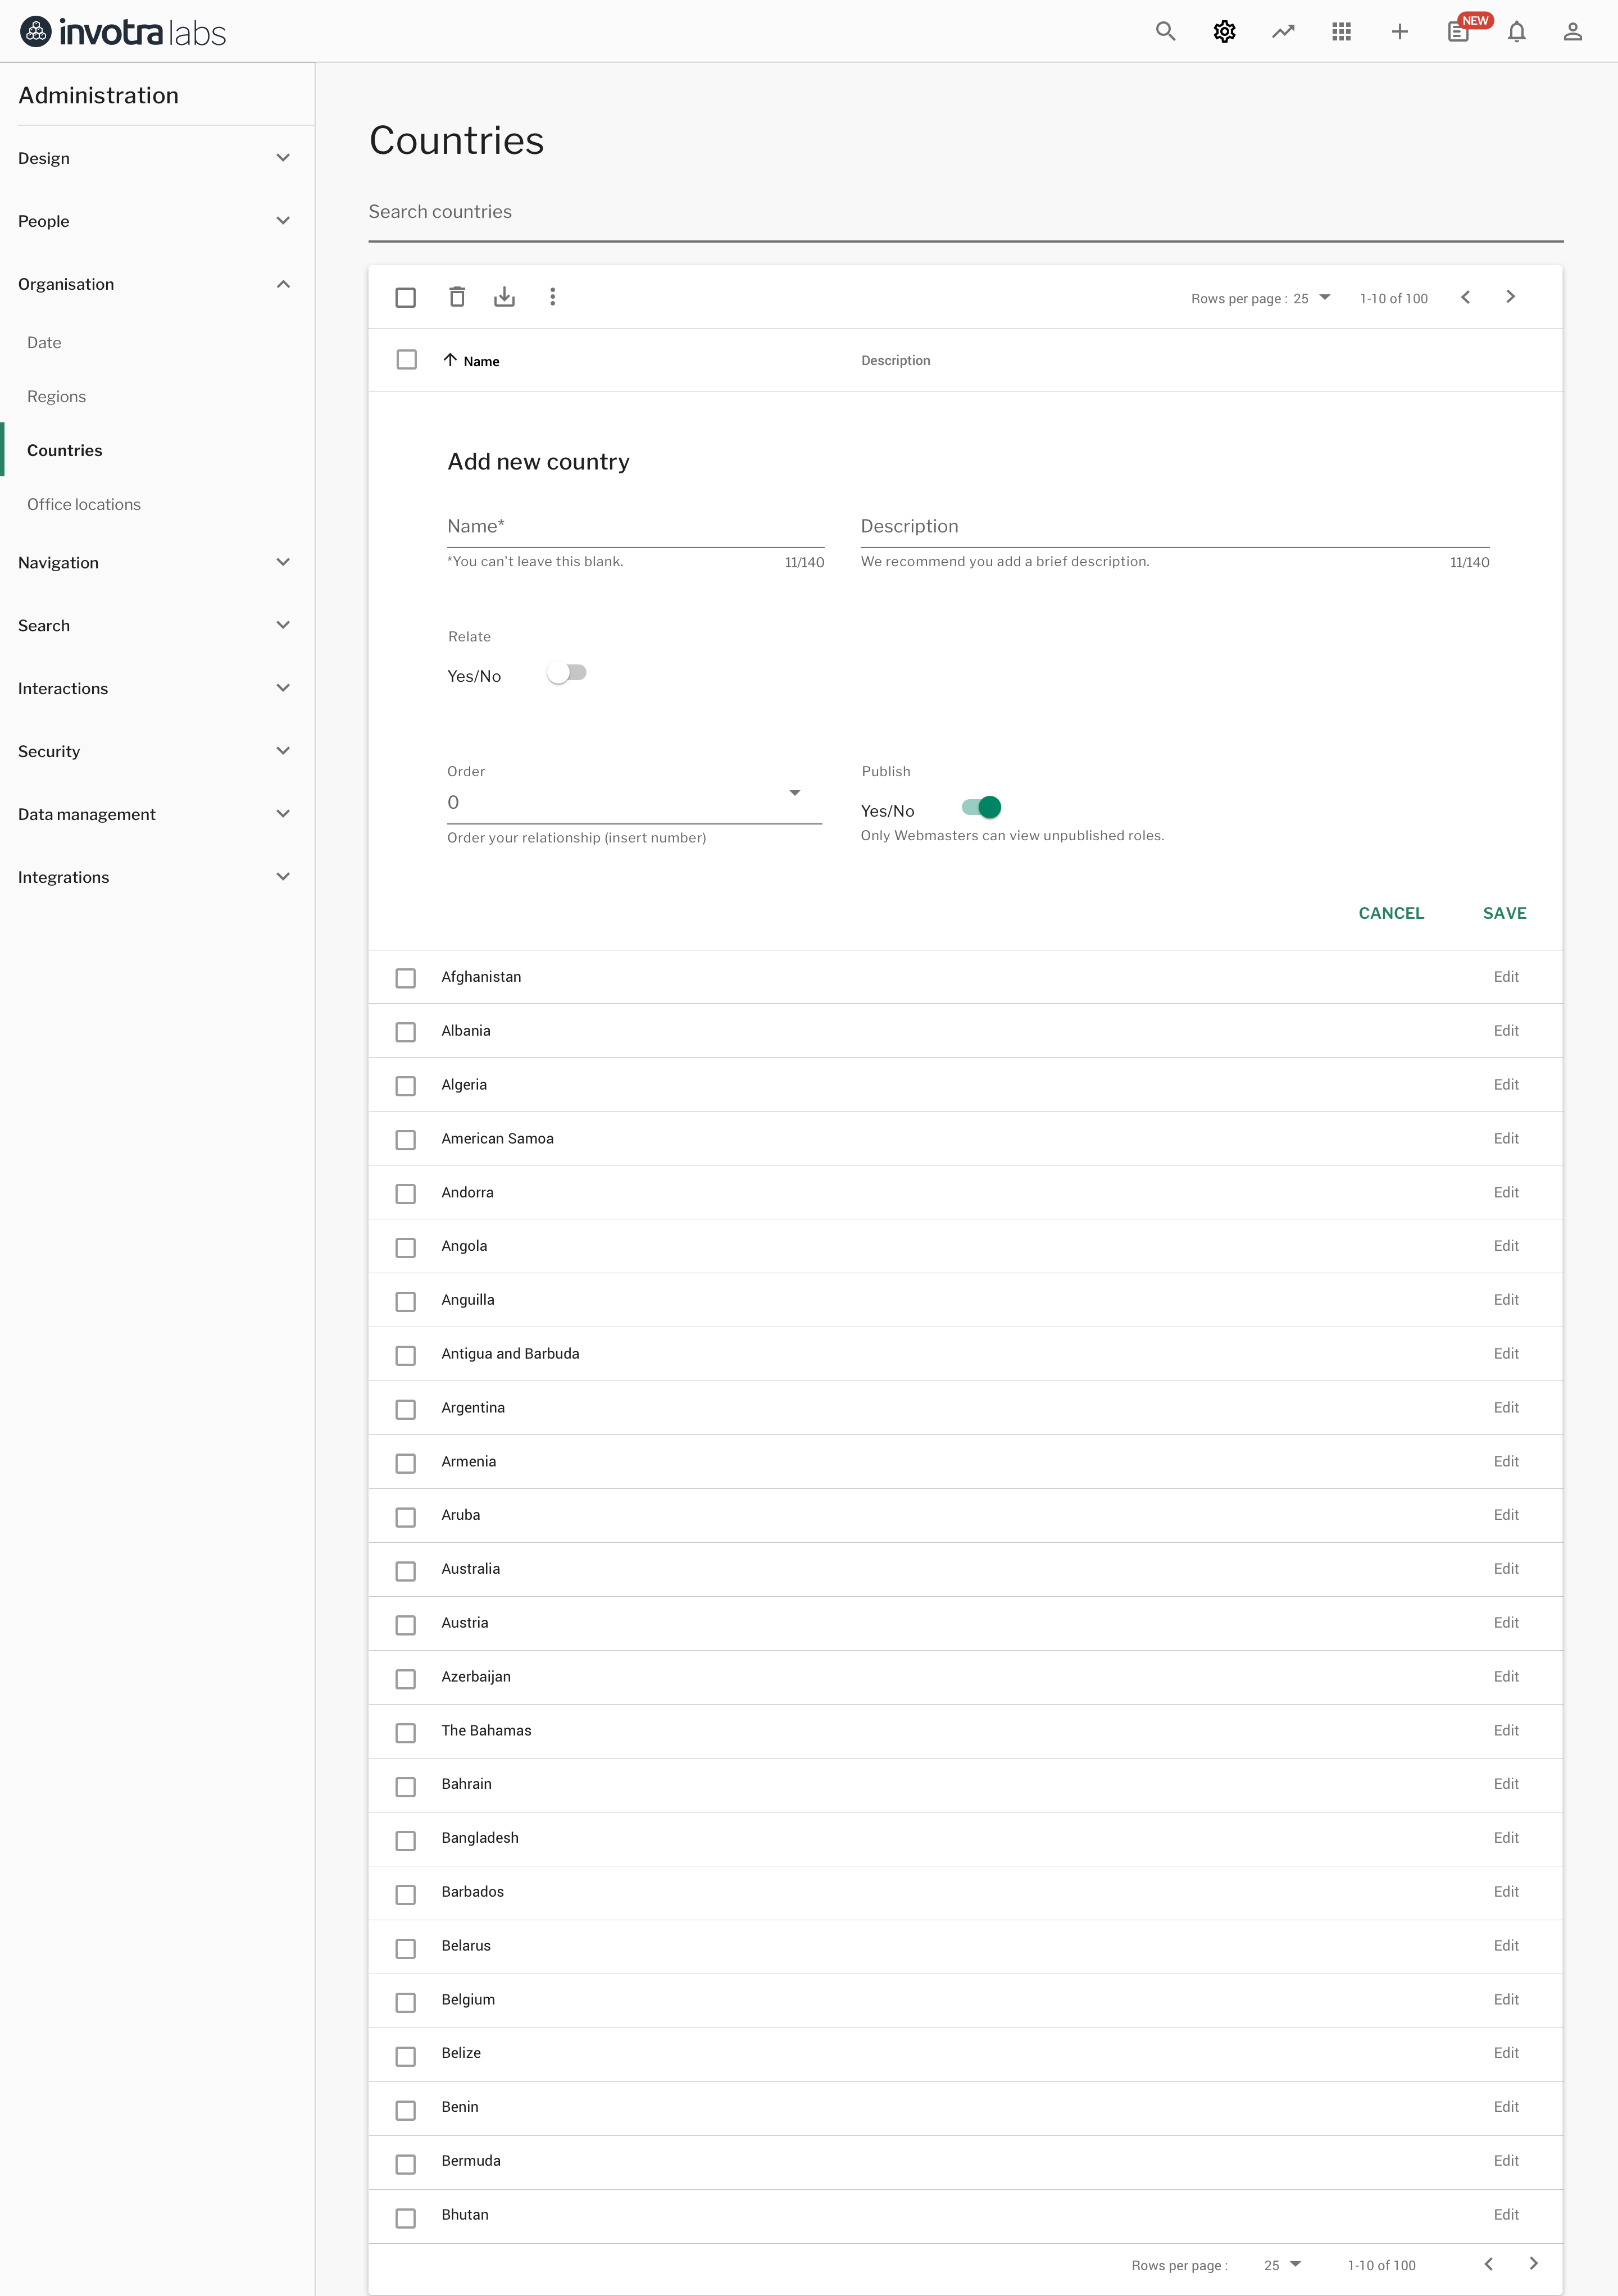 invotra labs
NEW
Administration
Design
People
Organisation
Date
Regions
Countries
Office locations
Navigation
Search
Interactions
Security
Data management
Integrations
Countries
Search countries
Rows per page : 25 1-10 of 100
Name Description
Add new country
Name* Description
*You can't leave this blank. 11/140 We recommend you add a brief description. 11/140
Relate
Yes/No
Order Publish
0 Yes/No
Order your relationship (insert number) Only Webmasters can view unpublished roles.
CANCEL SAVE
Afghanistan Edit
Albania Edit
Algeria Edit
American Samoa Edit
Andorra Edit
Angola Edit
Anguilla Edit
Antigua and Barbuda Edit
Argentina Edit
Armenia Edit
Aruba Edit
Australia Edit
Austria Edit
Azerbaijan Edit
The Bahamas Edit
Bahrain Edit
Bangladesh Edit
Barbados Edit
Belarus Edit
Belgium Edit
Belize Edit
Benin Edit
Bermuda Edit
Bhutan Edit
Rows per page : 25 1-10 of 100